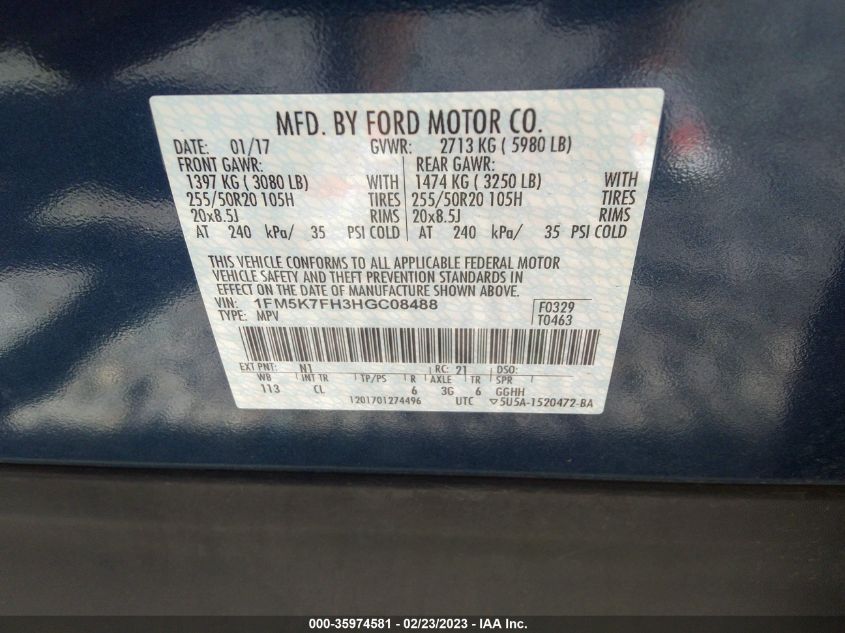 MFD. BY FORD MOTOR CO.
DATE: 01/17 GVWR: 2713 KG ( 5980 LB)
FRONT GAWR: REAR GAWR:
1397 KG ( 3080 LB) WITH 1474 KG ( 3250 LB) WITH
255/50R20 105H TIRES 255/50R20 105H TIRES
20x8.5J RIMS 20x8.5J RIMS
AT 240 kPa/ 35 PSI COLD AT 240 kPa/ 35 PSI COLD
THIS VEHICLE CONFORMS TO ALL APPLICABLE FEDERAL MOTOR
VEHICLE SAFETY AND THEFT PREVENTION STANDARDS IN
EFFECT ON THE DATE OF MANUFACTURE SHOWN ABOVE.
VIN: 1FM5K7FH3HGC08488 F0329
TYPE: MPV T0463
EXT PNT: N1 RC: 21 DSO:
WB INT TR TP/PS R AXLE TR SPR
113 CL 6 3G 6 GGHH
1201701274496 UTC ▽5U5A-1520472-BA
000-35974581 - 02/23/2023 - IAA Inc.